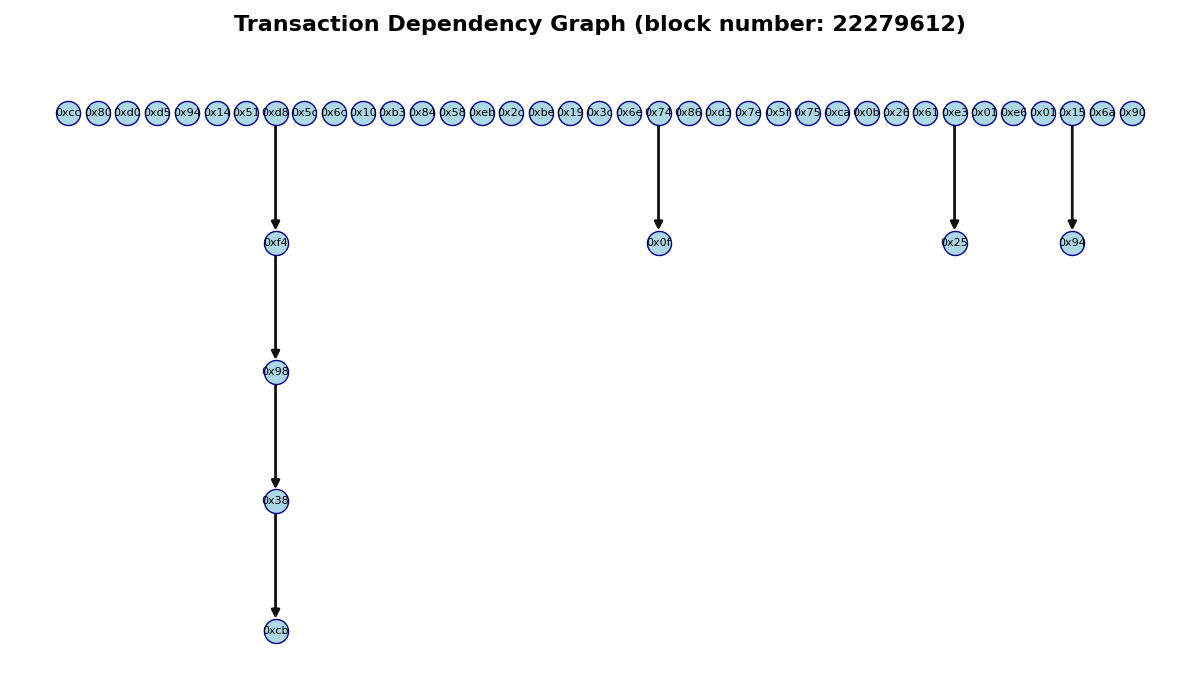 Transaction Dependency Graph (block number: 22279612)
0xcc 0x80 0xd0 0xd5 0x94 0x14 0x51 0xd8 0x5c 0x6c 0x10 0xb3 0x84 0x58 0xeb 0x2c 0xbe 0x19 0x3c 0x6e 0x74 0x86 0xd3 0x7e 0x5f 0x75 0xca 0x0b 0x26 0x61 0xe3 0x01 0xe6 0x01 0x15 0x6a 0x90
0xf4 0x0f 0x25 0x94
0x98
0x38
0xcb